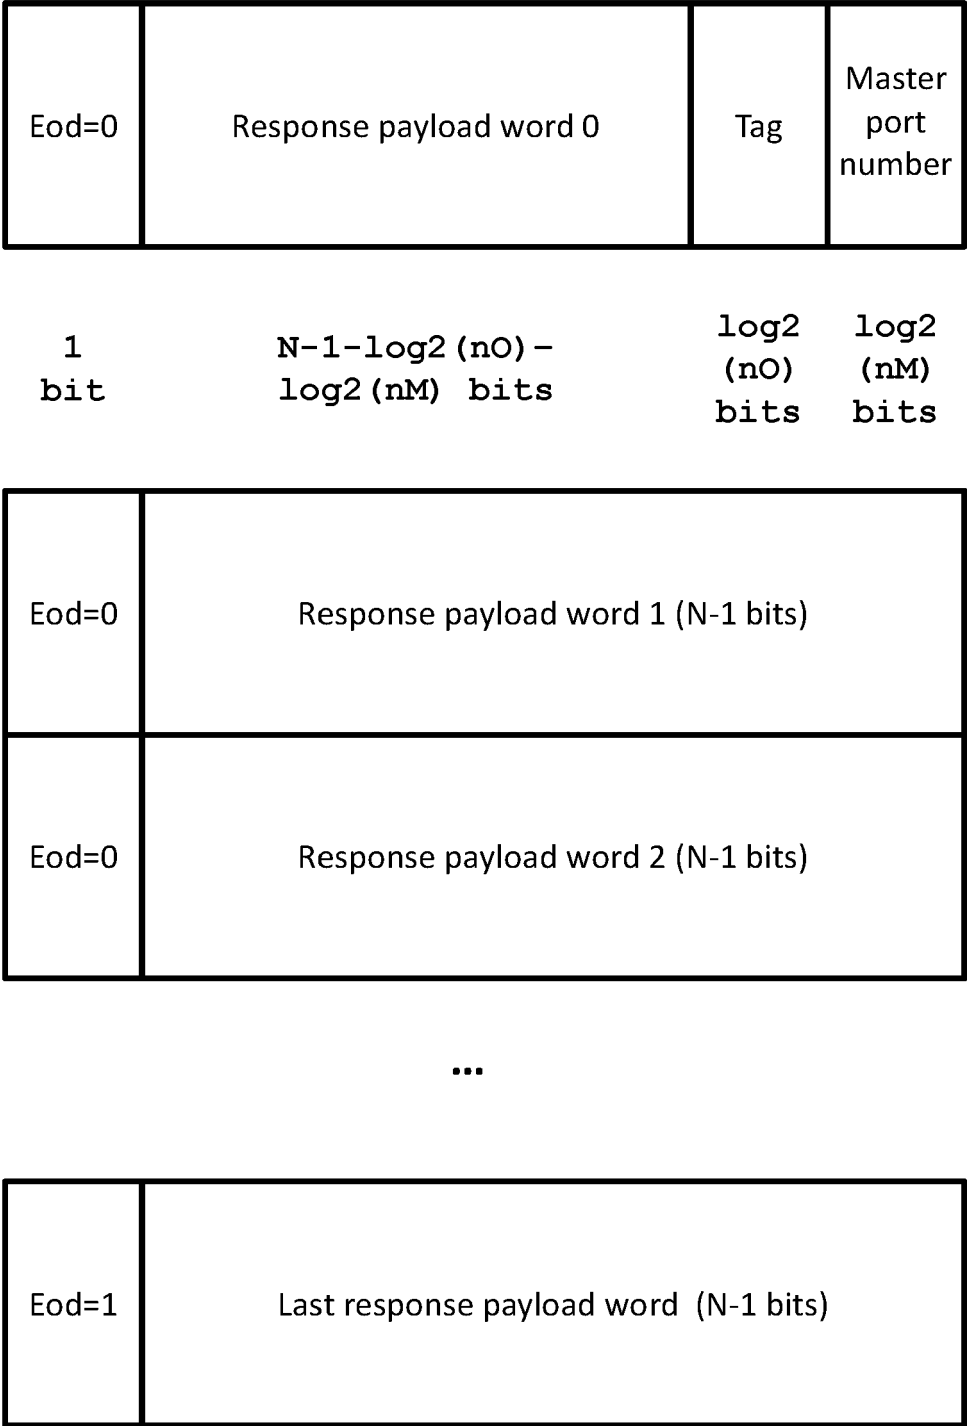 Eod=0
Response payload word 0
Tag
Master
port
number
1
bit
N-1-log2(nO)-
log2(nM) bits
log2
(nO)
bits
log2
(nM)
bits
Eod=0
Response payload word 1 (N-1 bits)
Eod=0
Response payload word 2 (N-1 bits)
...
Eod=1
Last response payload word (N-1 bits)